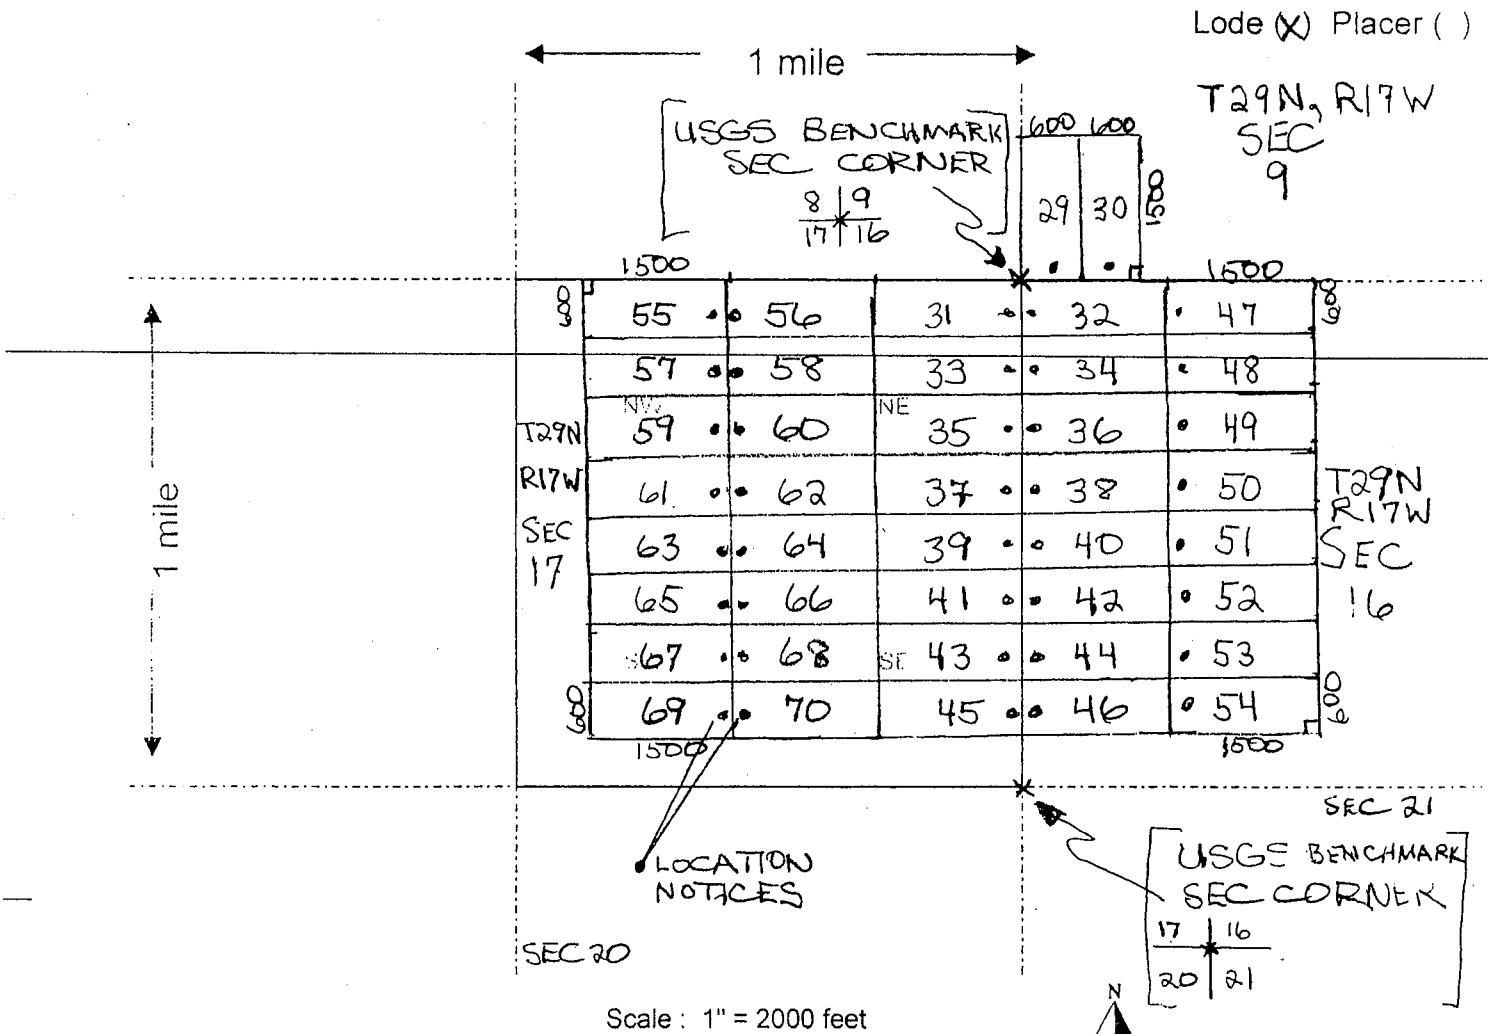 Lode (X) Placer ( )
1 mile
T29N, R17W
SEC
9
USGS BENCHMARK
SEC CORNER
8 9
17 16
600 600
29 30 1500
1500 1500
600 55 56 31 32 47 600
57 58 33 34 48
NW NE
59 60 35 36 49
T29N
R17W
SEC
17
61 62 37 38 50
63 64 39 40 51
65 66 41 42 52
T29N
R17W
SEC
16
1 mile
67 68 SE 43 44 53
600 69 70 45 46 54 600
1500 1500
SEC 21
LOCATION
NOTICES
USGS BENCHMARK
SEC CORNER
17 16
20 21
SEC 20
N
Scale : 1" = 2000 feet